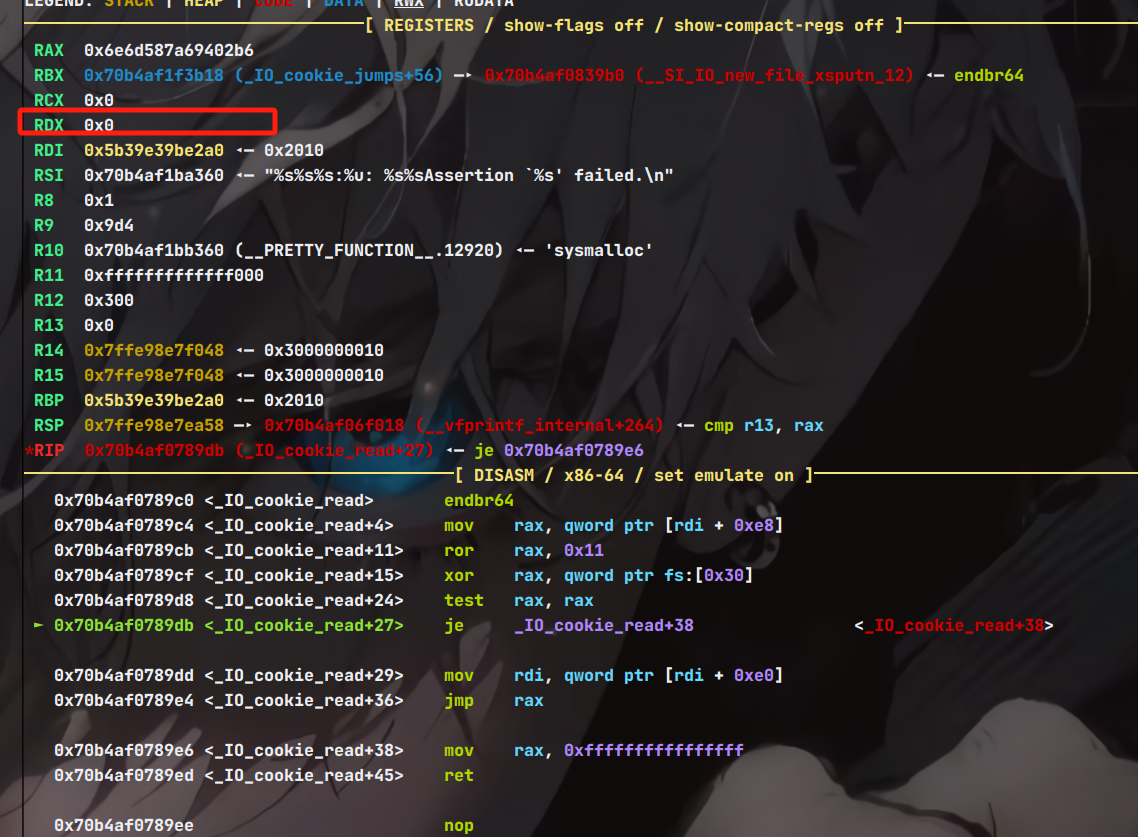 LEGEND: STACK | HEAP | CODE | DATA | RWX | RODATA
[ REGISTERS / show-flags off / show-compact-regs off ]
RAX 0x6e6d587a69402b6
RBX 0x70b4af1f3b18 (_IO_cookie_jumps+56) —▸ 0x70b4af0839b0 (__SI_IO_new_file_xsputn_12) ◂— endbr64
RCX 0x0
RDX 0x0
RDI 0x5b39e39be2a0 ◂— 0x2010
RSI 0x70b4af1ba360 ◂— "%s%s%s:%u: %s%sAssertion `%s' failed.\n"
R8 0x1
R9 0x9d4
R10 0x70b4af1bb360 (__PRETTY_FUNCTION__.12920) ◂— 'sysmalloc'
R11 0xfffffffffffff000
R12 0x300
R13 0x0
R14 0x7ffe98e7f048 ◂— 0x3000000010
R15 0x7ffe98e7f048 ◂— 0x3000000010
RBP 0x5b39e39be2a0 ◂— 0x2010
RSP 0x7ffe98e7ea58 —▸ 0x70b4af06f018 (__vfprintf_internal+264) ◂— cmp r13, rax
*RIP 0x70b4af0789db (_IO_cookie_read+27) ◂— je 0x70b4af0789e6
[ DISASM / x86-64 / set emulate on ]
0x70b4af0789c0 <_IO_cookie_read> endbr64
0x70b4af0789c4 <_IO_cookie_read+4> mov rax, qword ptr [rdi + 0xe8]
0x70b4af0789cb <_IO_cookie_read+11> ror rax, 0x11
0x70b4af0789cf <_IO_cookie_read+15> xor rax, qword ptr fs:[0x30]
0x70b4af0789d8 <_IO_cookie_read+24> test rax, rax
► 0x70b4af0789db <_IO_cookie_read+27> je _IO_cookie_read+38 <_IO_cookie_read+38>
0x70b4af0789dd <_IO_cookie_read+29> mov rdi, qword ptr [rdi + 0xe0]
0x70b4af0789e4 <_IO_cookie_read+36> jmp rax
0x70b4af0789e6 <_IO_cookie_read+38> mov rax, 0xffffffffffffffff
0x70b4af0789ed <_IO_cookie_read+45> ret
0x70b4af0789ee nop